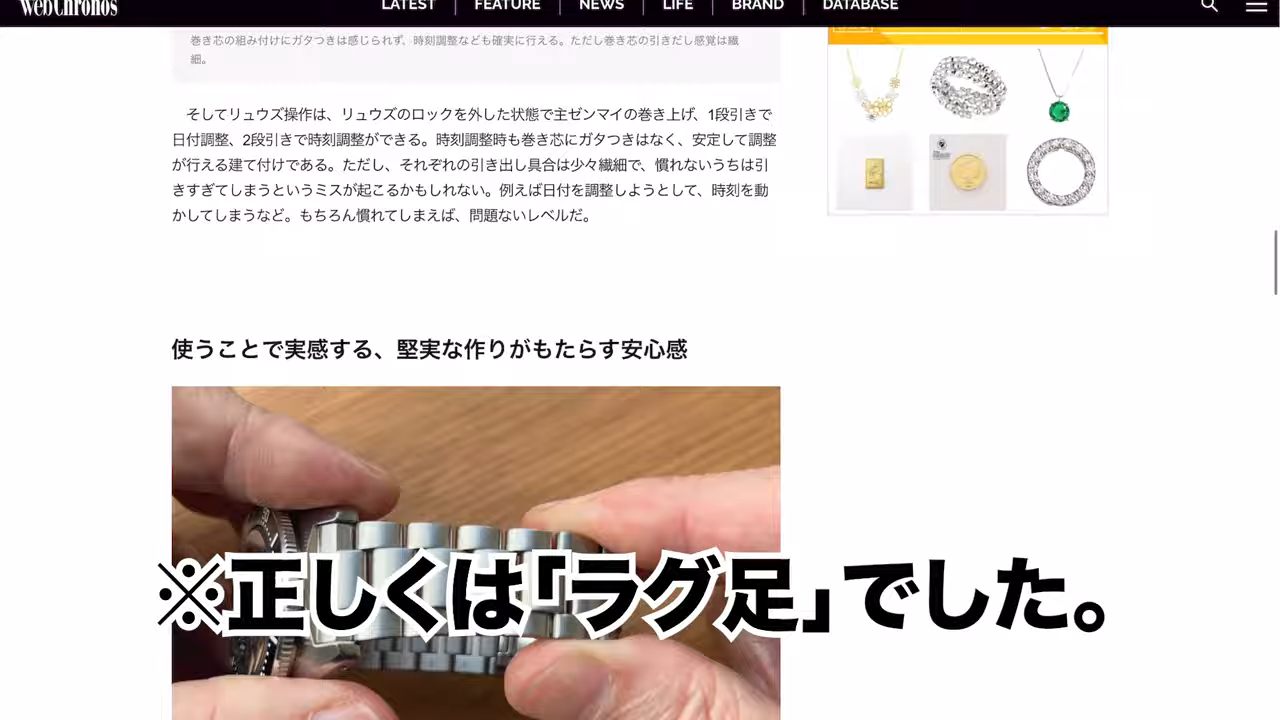 webChronos
LATEST
FEATURE
NEWS
LIFE
BRAND
DATABASE
巻き芯の組み付けにガタつきは感じられず、時刻調整なども確実に行える。ただし巻き芯の引きだし感覚は繊
細。
そしてリュウズ操作は、リュウズのロックを外した状態で主ゼンマイの巻き上げ、1段引きで
日付調整、2段引きで時刻調整ができる。時刻調整時も巻き芯にガタつきはなく、安定して調整
が行える建て付けである。ただし、それぞれの引き出し具合は少々繊細で、慣れないうちは引
きすぎてしまうというミスが起こるかもしれない。例えば日付を調整しようとして、時刻を動
かしてしまうなど。もちろん慣れてしまえば、問題ないレベルだ。
使うことで実感する、堅実な作りがもたらす安心感
※正しくは「ラグ足」でした。